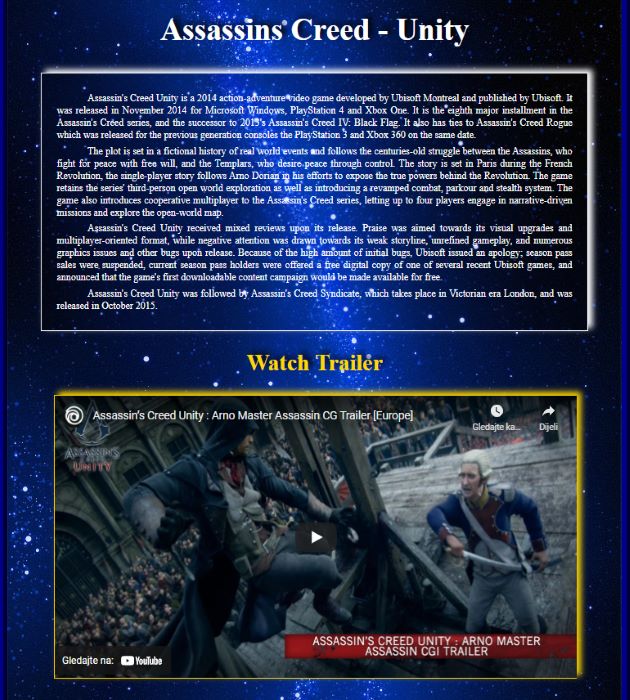 Assassins Creed - Unity
Assassin's Creed Unity is a 2014 action-adventure video game developed by Ubisoft Montreal and published by Ubisoft. It
was released in November 2014 for Microsoft Windows, PlayStation 4 and Xbox One. It is the eighth major installment in the
Assassin's Creed series, and the successor to 2013's Assassin's Creed IV: Black Flag. It also has ties to Assassin's Creed Rogue
which was released for the previous generation consoles the PlayStation 3 and Xbox 360 on the same date.
The plot is set in a fictional history of real world events and follows the centuries-old struggle between the Assassins, who
fight for peace with free will, and the Templars, who desire peace through control. The story is set in Paris during the French
Revolution, the single-player story follows Arno Dorian in his efforts to expose the true powers behind the Revolution. The game
retains the series' third-person open world exploration as well as introducing a revamped combat, parkour and stealth system. The
game also introduces cooperative multiplayer to the Assassin's Creed series, letting up to four players engage in narrative-driven
missions and explore the open-world map.
Assassin's Creed Unity received mixed reviews upon its release. Praise was aimed towards its visual upgrades and
multiplayer-oriented format, while negative attention was drawn towards its weak storyline, unrefined gameplay, and numerous
graphics issues and other bugs upon release. Because of the high amount of initial bugs, Ubisoft issued an apology; season pass
sales were suspended, current season pass holders were offered a free digital copy of one of several recent Ubisoft games, and
announced that the game's first downloadable content campaign would be made available for free.
Assassin's Creed Unity was followed by Assassin's Creed Syndicate, which takes place in Victorian era London, and was
released in October 2015.
Watch Trailer
Assassin's Creed Unity : Arno Master Assassin CG Trailer [Europe]
Gledajte ka...
Dijeli
ASSASSIN'S
UNITY
ASSASSIN'S CREED UNITY : ARNO MASTER
ASSASSIN CGI TRAILER
Gledajte na: YouTube